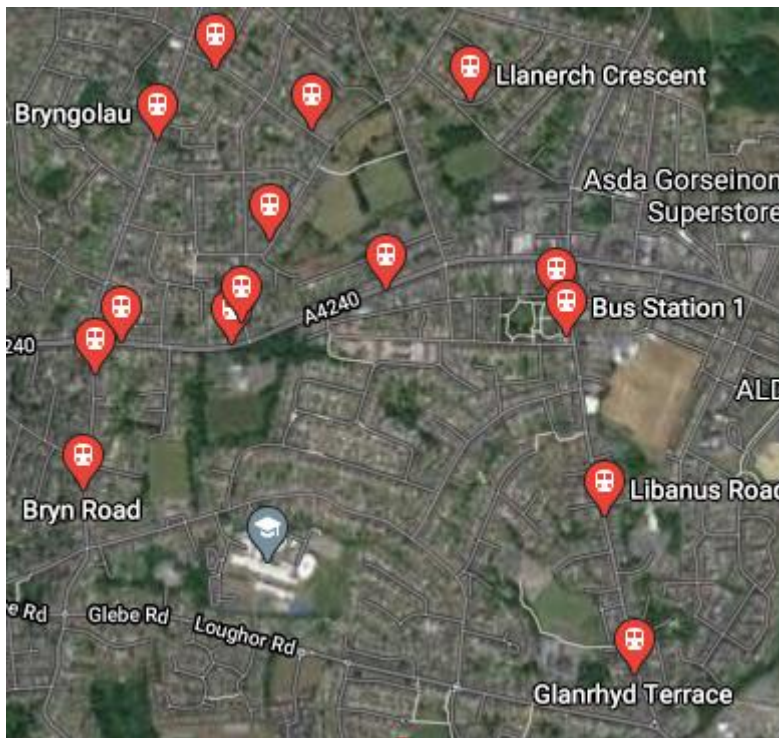 Llanerch Crescent
Bryngolau
Asda Gorseinon
Superstore
A4240
Bus Station 1
240
ALD
Libanus Road
Bryn Road
e Rd
Glebe Rd
Loughor Rd
Glanrhyd Terrace